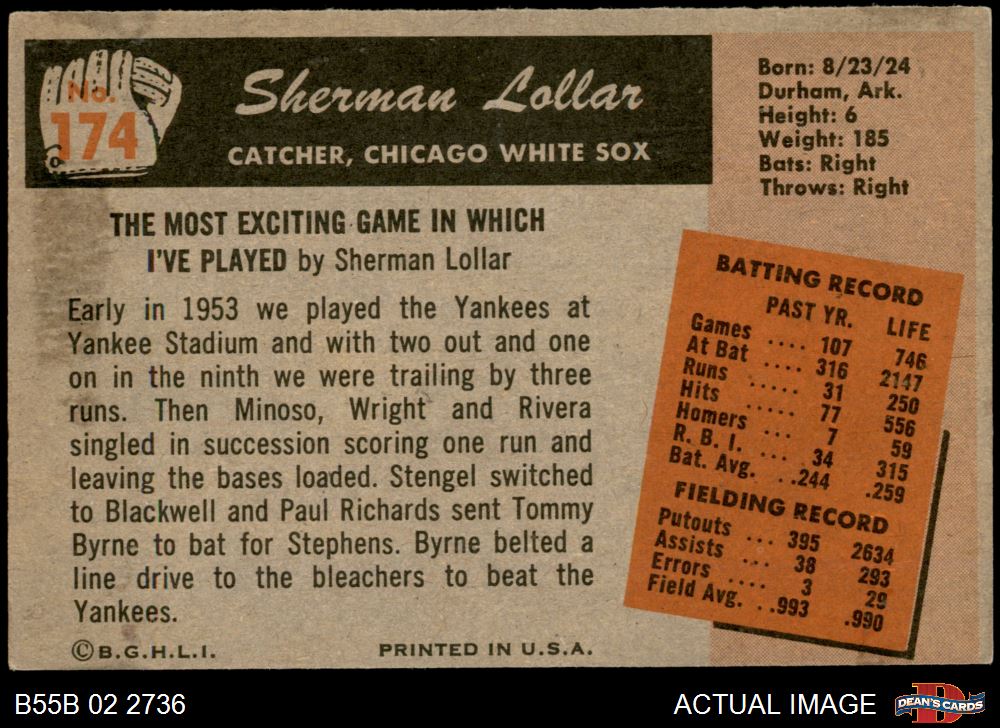 No.
174
Sherman Lollar
CATCHER, CHICAGO WHITE SOX
Born: 8/23/24
Durham, Ark.
Height: 6
Weight: 185
Bats: Right
Throws: Right
THE MOST EXCITING GAME IN WHICH
I'VE PLAYED by Sherman Lollar
Early in 1953 we played the Yankees at
Yankee Stadium and with two out and one
on in the ninth we were trailing by three
runs. Then Minoso, Wright and Rivera
singled in succession scoring one run and
leaving the bases loaded. Stengel switched
to Blackwell and Paul Richards sent Tommy
Byrne to bat for Stephens. Byrne belted a
line drive to the bleachers to beat the
Yankees.
BATTING RECORD
PAST YR. LIFE
Games .... 107 746
At Bat .... 316 2147
Runs ..... 31 250
Hits ..... 77 556
Homers ... 7 59
R. B. I. ... 34 315
Bat. Avg. ..244 .259
FIELDING RECORD
Putouts ... 395 2634
Assists ... 38 293
Errors .... 3 29
Field Avg. ..993 .990
©B.G.H.L.I. PRINTED IN U.S.A.
B55B 02 2736 ACTUAL IMAGE DEAN'S CARDS